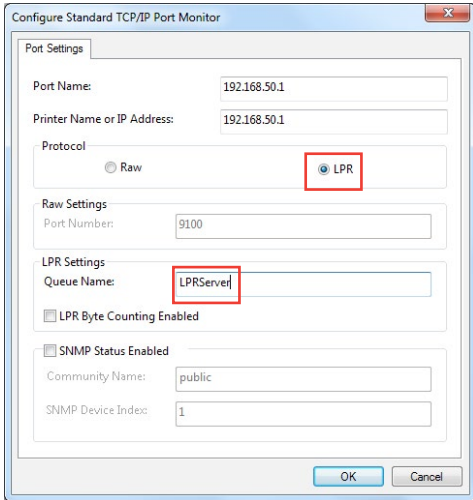 Configure Standard TCP/IP Port Monitor
Port Settings
Port Name: 192.168.50.1
Printer Name or IP Address: 192.168.50.1
Protocol
Raw LPR
Raw Settings
Port Number: 9100
LPR Settings
Queue Name: LPRServer
LPR Byte Counting Enabled
SNMP Status Enabled
Community Name: public
SNMP Device Index: 1
OK Cancel